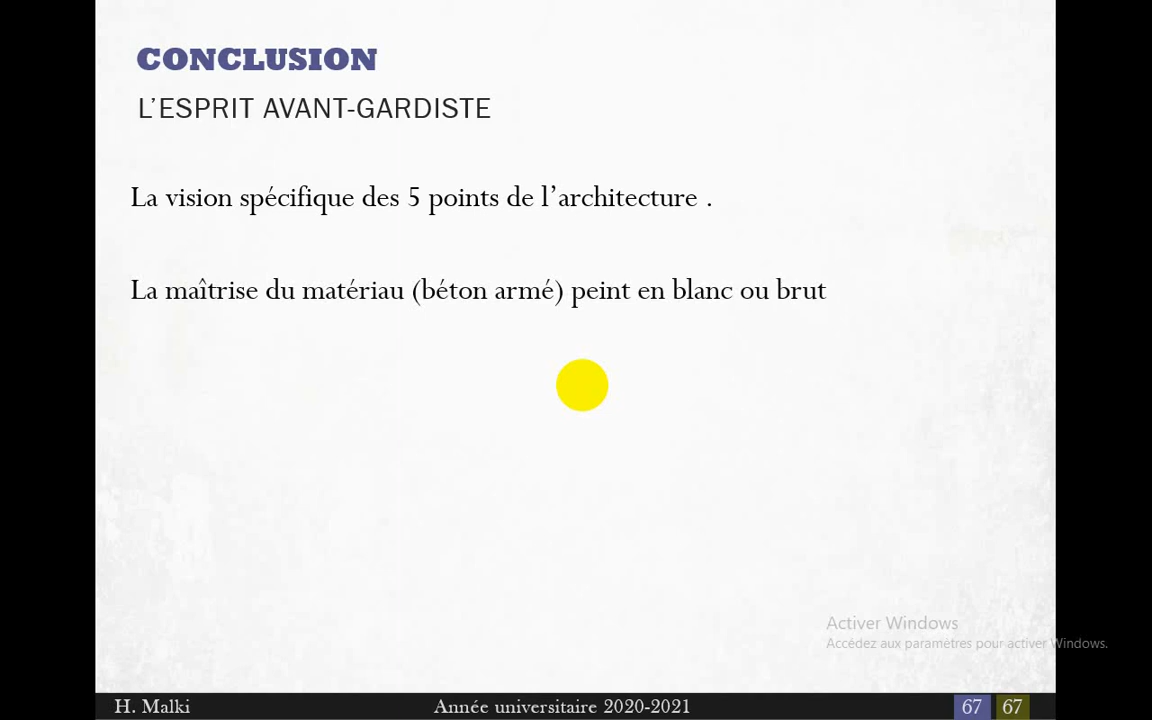 CONCLUSION
L’ESPRIT AVANT-GARDISTE
La vision spécifique des 5 points de l’architecture .
La maîtrise du matériau (béton armé) peint en blanc ou brut
Activer Windows
Accédez aux paramètres pour activer Windows.
H. Malki Année universitaire 2020-2021 67 67